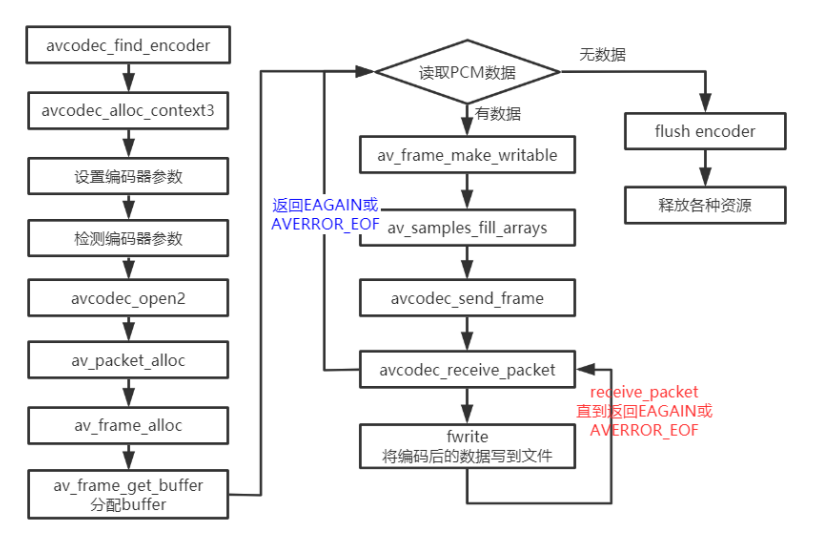 avcodec_find_encoder
avcodec_alloc_context3
设置编码器参数
检测编码器参数
avcodec_open2
av_packet_alloc
av_frame_alloc
av_frame_get_buffer
分配buffer
读取PCM数据
无数据
有数据
av_frame_make_writable
av_samples_fill_arrays
avcodec_send_frame
avcodec_receive_packet
fwrite
将编码后的数据写到文件
返回EAGAIN或
AVERROR_EOF
receive_packet
直到返回EAGAIN或
AVERROR_EOF
flush encoder
释放各种资源